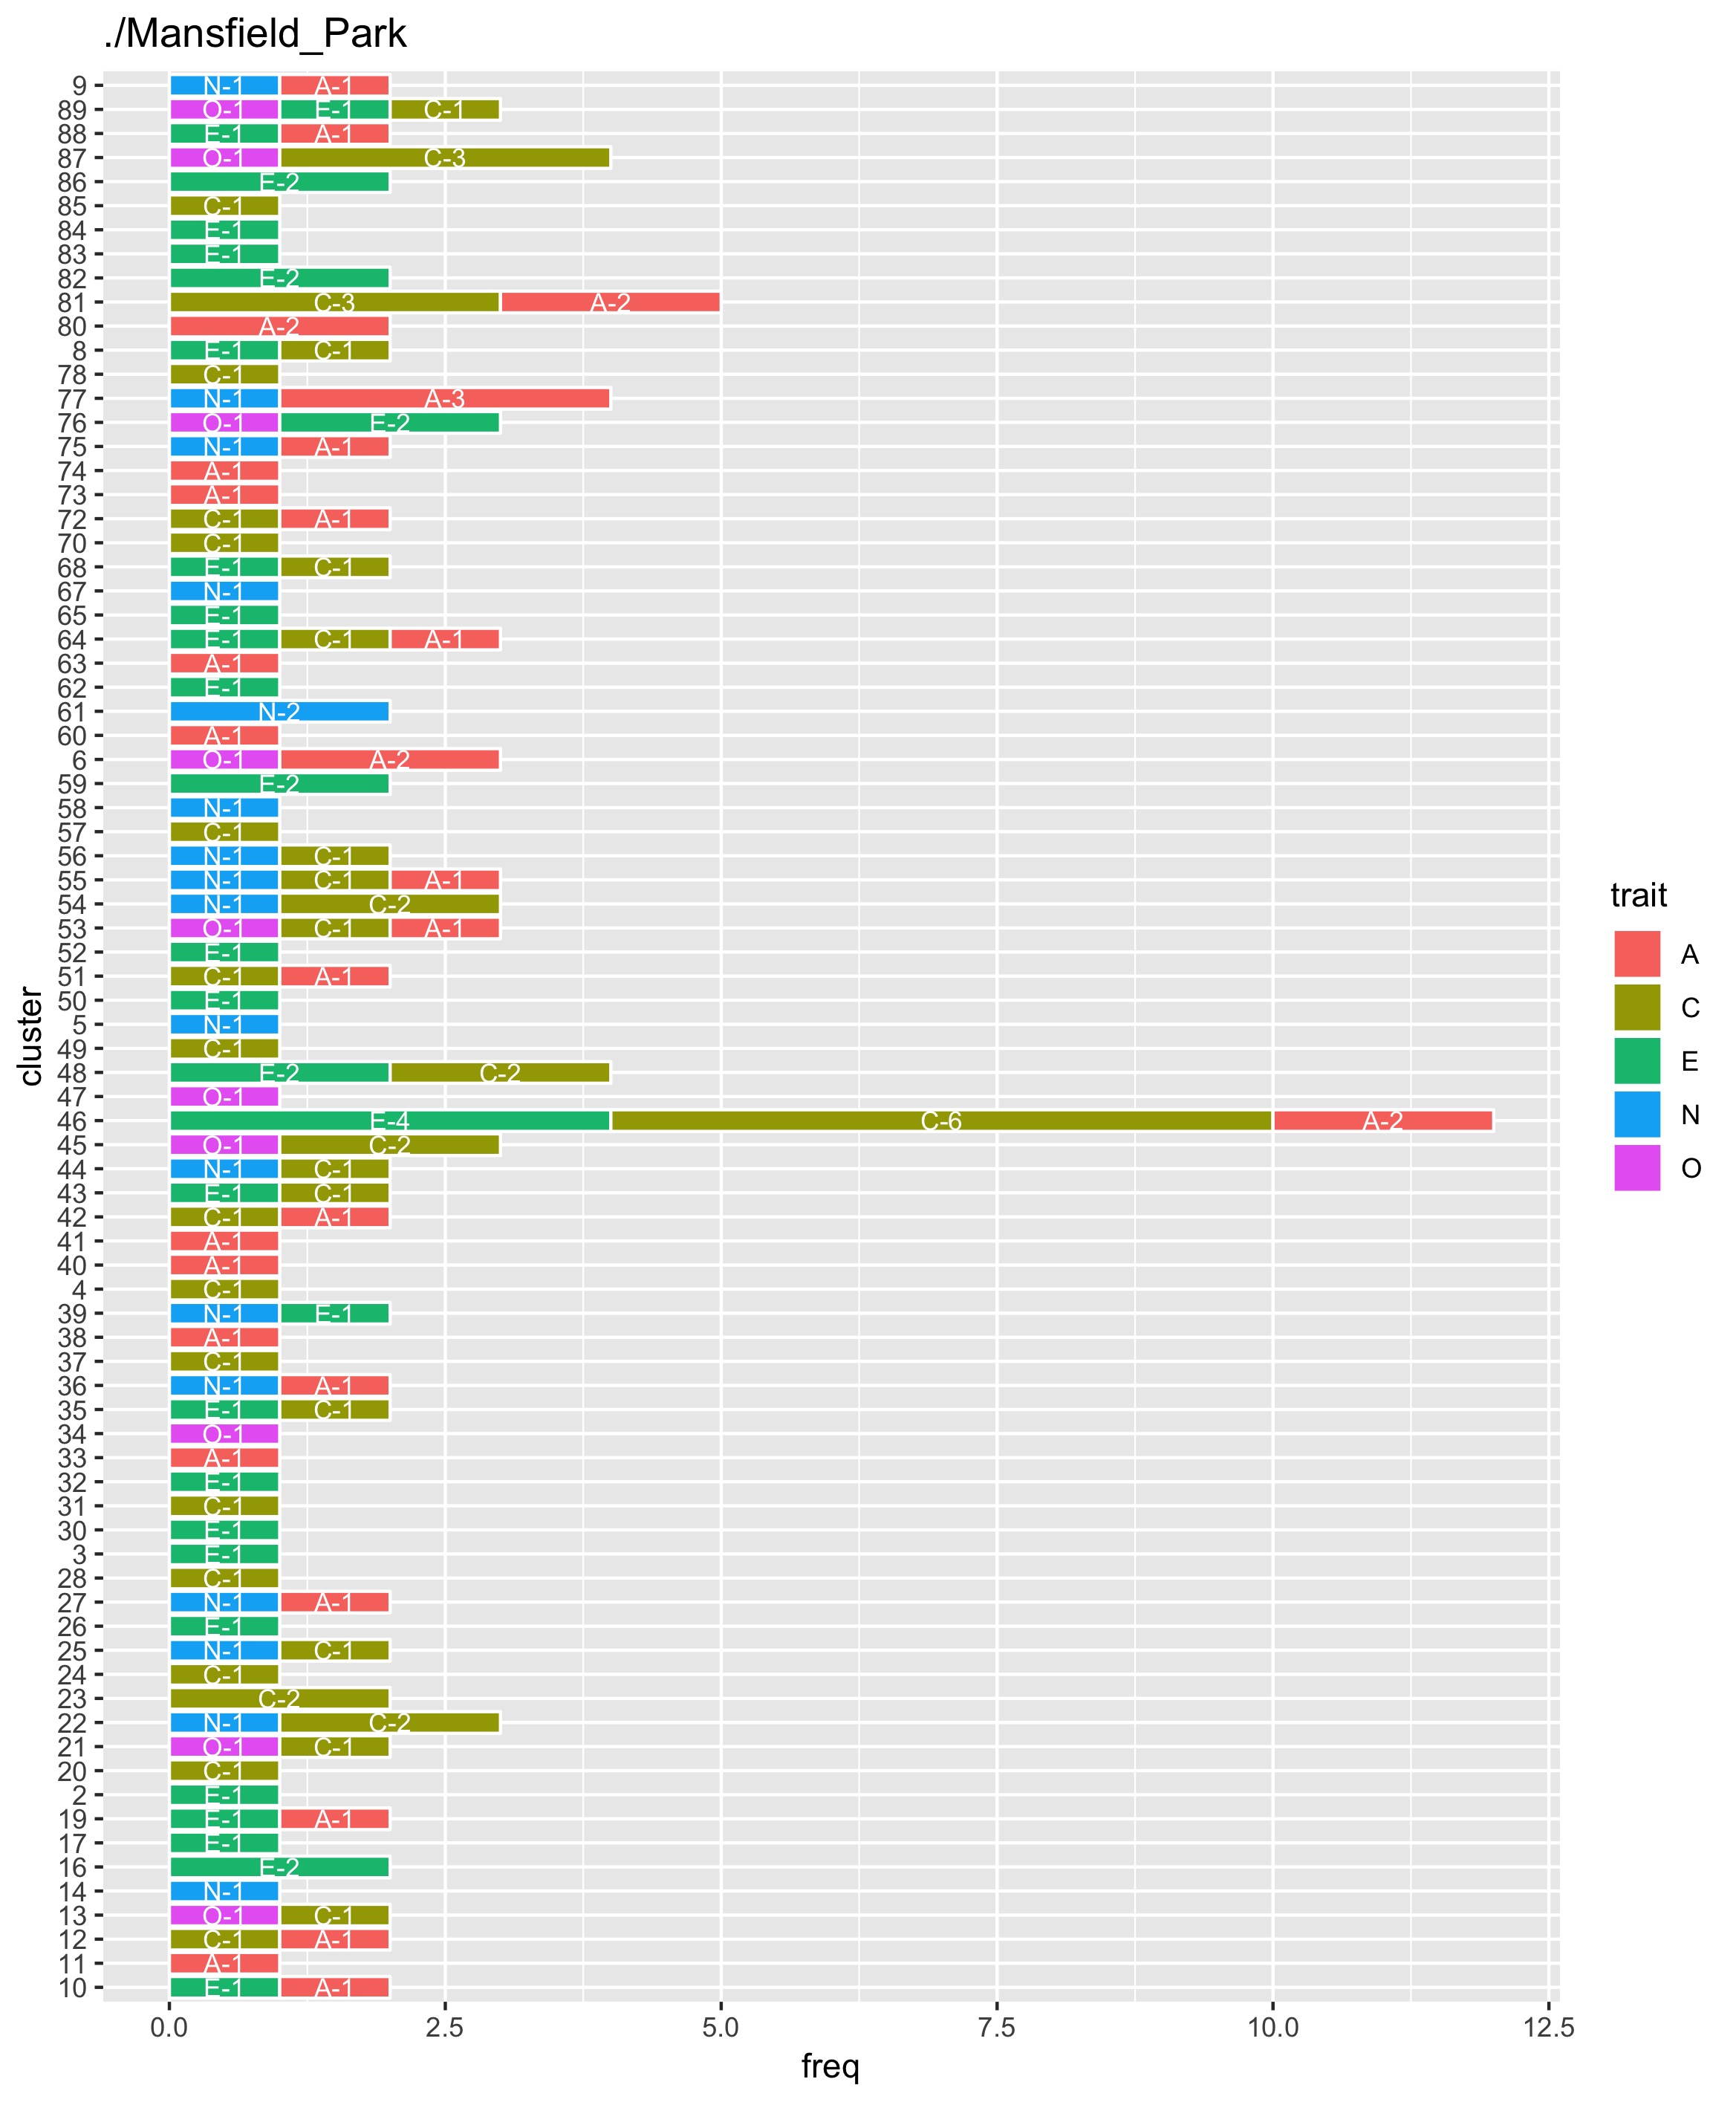 ./Mansfield_Park
9 N-1 A-1
89 O-1 E-1 C-1
88 E-1 A-1
87 O-1 C-3
86 E-2
85 C-1
84 E-1
83 E-1
82 E-2
81 C-3 A-2
80 A-2
8 E-1 C-1
78 C-1
77 N-1 A-3
76 O-1 E-2
75 N-1 A-1
74 A-1
73 A-1
72 C-1 A-1
70 C-1
68 E-1 C-1
67 N-1
65 E-1
64 E-1 C-1 A-1
63 A-1
62 E-1
61 N-2
60 A-1
6 O-1 A-2
59 E-2
58 N-1
57 C-1
56 N-1 C-1
55 N-1 C-1 A-1
54 N-1 C-2
53 O-1 C-1 A-1
52 E-1
51 C-1 A-1
50 E-1
5 N-1
49 C-1
48 E-2 C-2
47 O-1
46 E-4 C-6 A-2
45 O-1 C-2
44 N-1 C-1
43 E-1 C-1
42 C-1 A-1
41 A-1
40 A-1
4 C-1
39 N-1 E-1
38 A-1
37 C-1
36 N-1 A-1
35 E-1 C-1
34 O-1
33 A-1
32 E-1
31 C-1
30 E-1
3 E-1
28 C-1
27 N-1 A-1
26 E-1
25 N-1 C-1
24 C-1
23 C-2
22 N-1 C-2
21 O-1 C-1
20 C-1
2 E-1
19 E-1 A-1
17 E-1
16 E-2
14 N-1
13 O-1 C-1
12 C-1 A-1
11 A-1
10 E-1 A-1
0.0 2.5 5.0 7.5 10.0 12.5
freq
cluster
trait
A
C
E
N
O